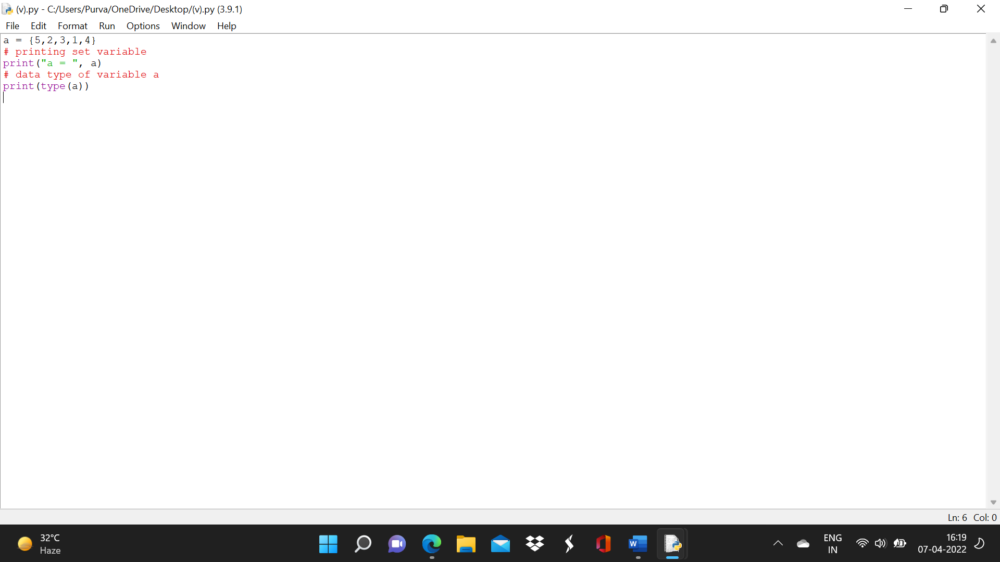 (v).py - C:/Users/Purva/OneDrive/Desktop/(v).py (3.9.1)
File Edit Format Run Options Window Help
a = {5,2,3,1,4}
# printing set variable
print("a = ", a)
# data type of variable a
print(type(a))
Ln: 6 Col: 0
32°C
Haze
W
ENG
IN
16:19
07-04-2022